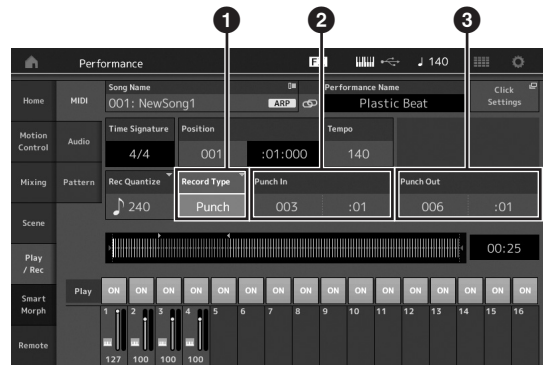 1 2 3
Performance 140
Song Name Performance Name Click Settings
Home MIDI 001: NewSong1 ARP Plastic Beat
Time Signature Position Tempo
Motion Control Audio 4/4 001 :01:000 140
Rec Quantize Record Type Punch In Punch Out
Mixing Pattern 240 Punch 003 :01 006 :01
Scene
Play / Rec 00:25
Play ON ON ON ON ON ON ON ON ON ON ON ON ON ON ON ON
Smart Morph 1 2 3 4 5 6 7 8 9 10 11 12 13 14 15 16
Remote 127 100 100 100